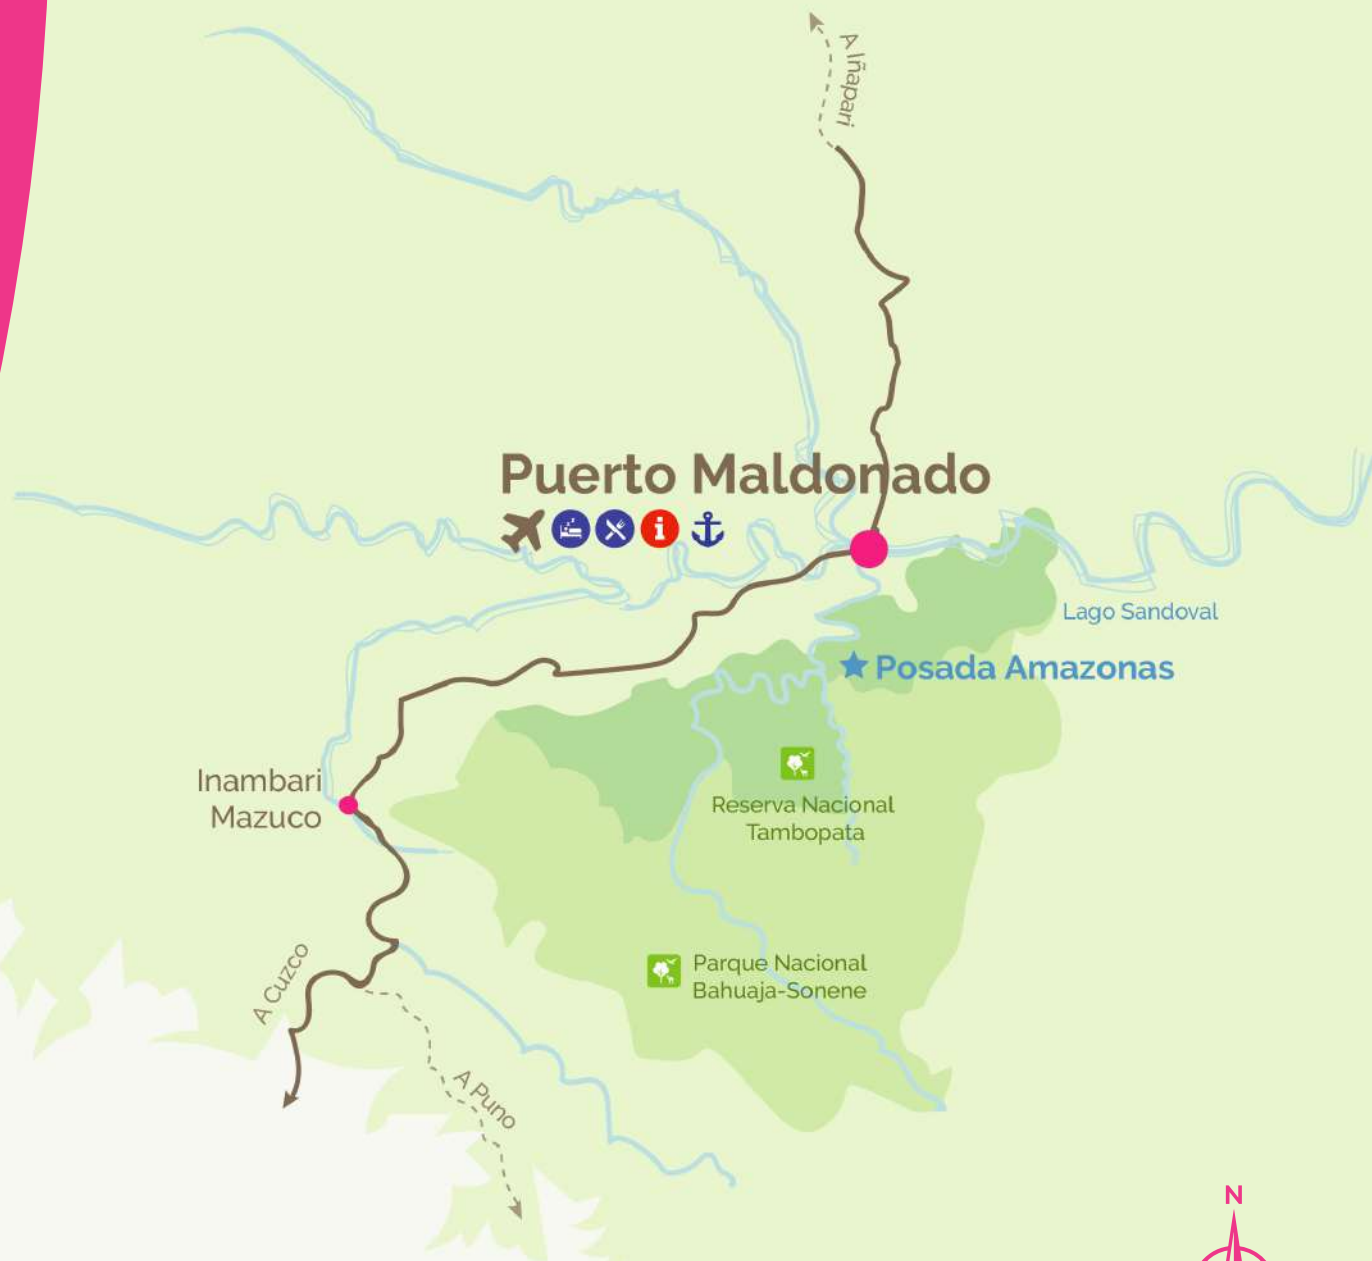 A Iñapari
Puerto Maldonado
i
Lago Sandoval
Posada Amazonas
Inambari
Mazuco
Reserva Nacional
Tambopata
A Cuzco
Parque Nacional
Bahuaja-Sonene
A Puno
N